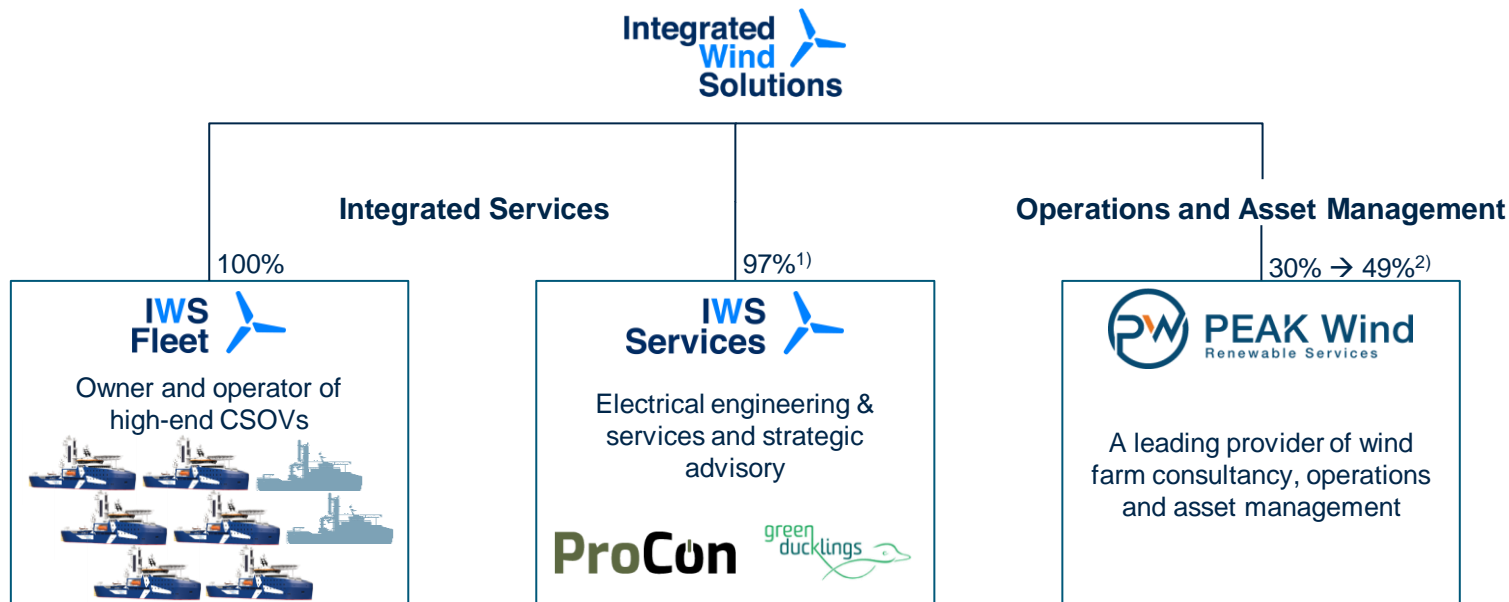 Integrated
Wind
Solutions
Integrated Services
Operations and Asset Management
100%
97%1)
30% → 49%2)
IWS
Fleet
Owner and operator of
high-end CSOVs
IWS
Services
Electrical engineering &
services and strategic
advisory
ProCon
green
ducklings
PW
PEAK Wind
Renewable Services
A leading provider of wind
farm consultancy, operations
and asset management